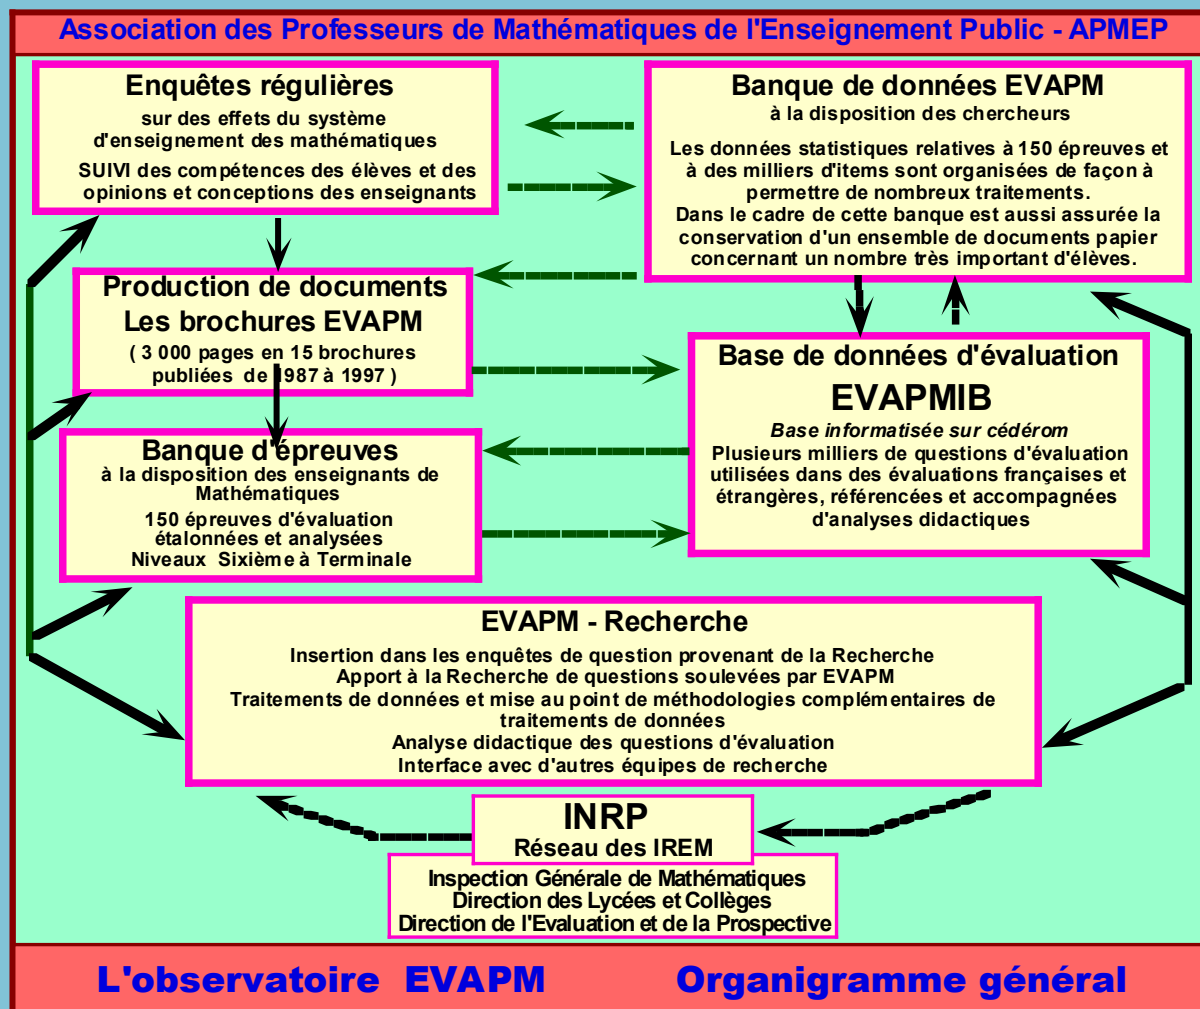 Association des Professeurs de Mathématiques de l'Enseignement Public - APMEP
Enquêtes régulières
sur des effets du système
d'enseignement des mathématiques
SUIVI des compétences des élèves et des
opinions et conceptions des enseignants
Banque de données EVAPM
à la disposition des chercheurs
Les données statistiques relatives à 150 épreuves et
à des milliers d'items sont organisées de façon à
permettre de nombreux traitements.
Dans le cadre de cette banque est aussi assurée la
conservation d'un ensemble de documents papier
concernant un nombre très important d'élèves.
Production de documents
Les brochures EVAPM
( 3 000 pages en 15 brochures
publiées de 1987 à 1997 )
Base de données d'évaluation
EVAPMIB
Base informatisée sur cédérom
Plusieurs milliers de questions d'évaluation
utilisées dans des évaluations françaises et
étrangères, référencées et accompagnées
d'analyses didactiques
Banque d'épreuves
à la disposition des enseignants de
Mathématiques
150 épreuves d'évaluation
étalonnées et analysées
Niveaux Sixième à Terminale
EVAPM - Recherche
Insertion dans les enquêtes de question provenant de la Recherche
Apport à la Recherche de questions soulevées par EVAPM
Traitements de données et mise au point de méthodologies complémentaires de
traitements de données
Analyse didactique des questions d'évaluation
Interface avec d'autres équipes de recherche
INRP
Réseau des IREM
Inspection Générale de Mathématiques
Direction des Lycées et Collèges
Direction de l'Evaluation et de la Prospective
L'observatoire EVAPM Organigramme général